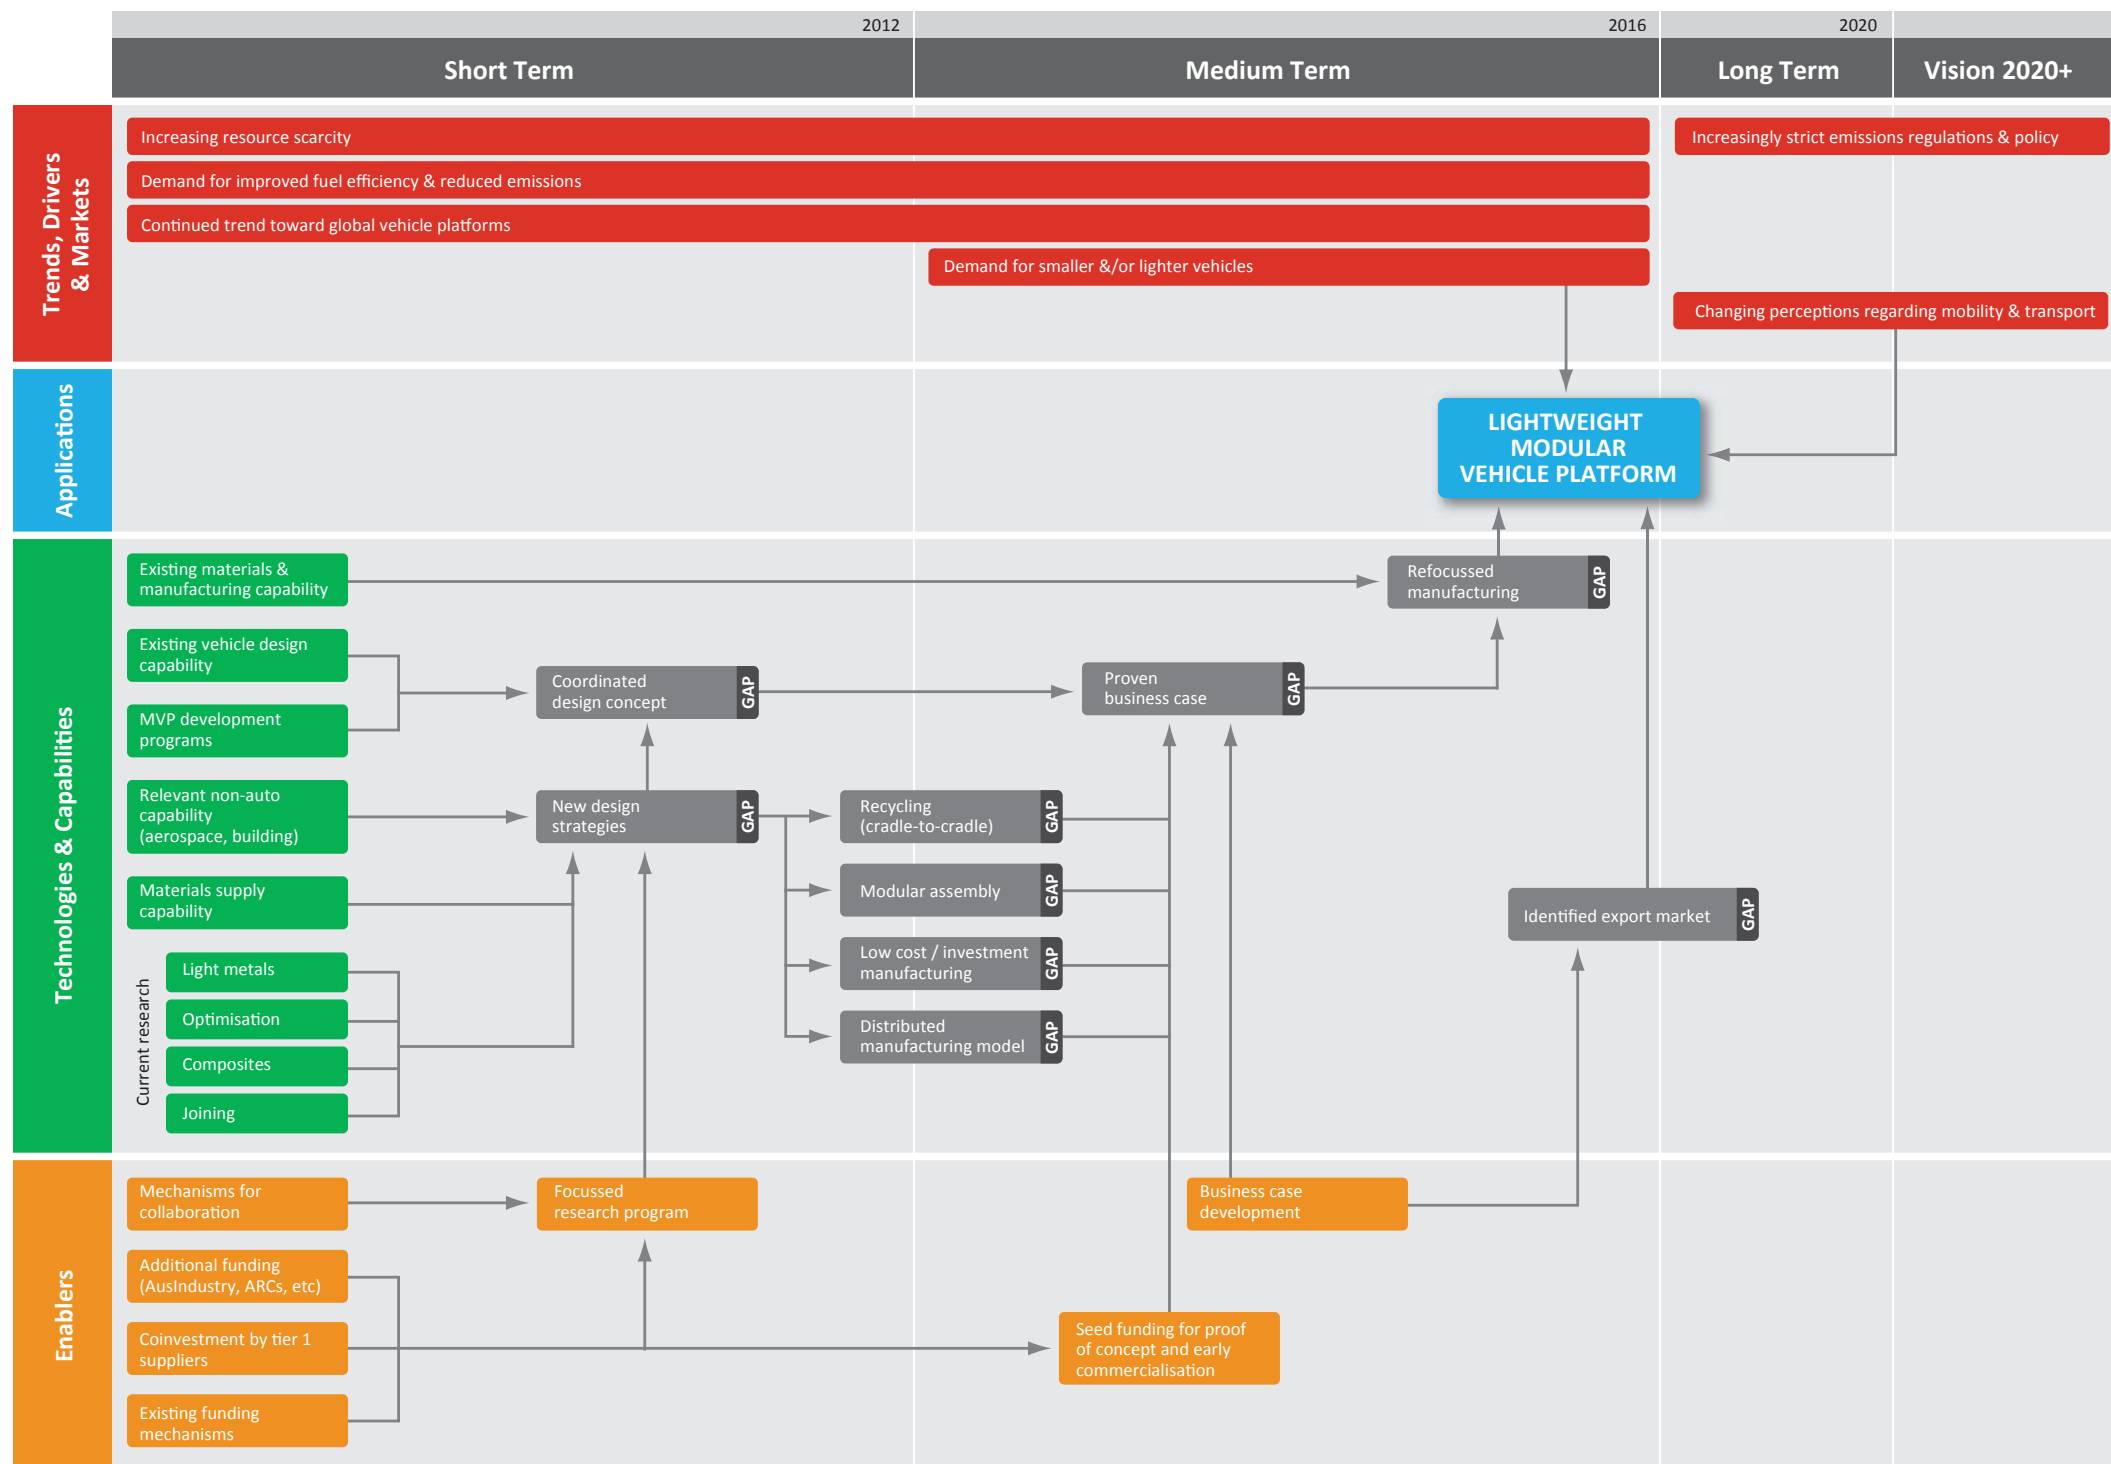 2012
2016
2020
Short Term
Medium Term
Long Term
Vision 2020+
Trends, Drivers
& Markets
Increasing resource scarcity
Increasingly strict emissions regulations & policy
Demand for improved fuel efficiency & reduced emissions
Continued trend toward global vehicle platforms
Demand for smaller &/or lighter vehicles
Changing perceptions regarding mobility & transport
Applications
LIGHTWEIGHT
MODULAR
VEHICLE PLATFORM
Technologies & Capabilities
Existing materials &
manufacturing capability
Refocussed
manufacturing
GAP
Existing vehicle design
capability
MVP development
programs
Coordinated
design concept
GAP
Proven
business case
GAP
Relevant non-auto
capability
(aerospace, building)
New design
strategies
GAP
Recycling
(cradle-to-cradle)
GAP
Materials supply
capability
Modular assembly
GAP
Identified export market
GAP
Low cost / investment
manufacturing
GAP
Distributed
manufacturing model
GAP
Current research
Light metals
Optimisation
Composites
Joining
Enablers
Mechanisms for
collaboration
Focussed
research program
Business case
development
Additional funding
(AusIndustry, ARCs, etc)
Coinvestment by tier 1
suppliers
Seed funding for proof
of concept and early
commercialisation
Existing funding
mechanisms